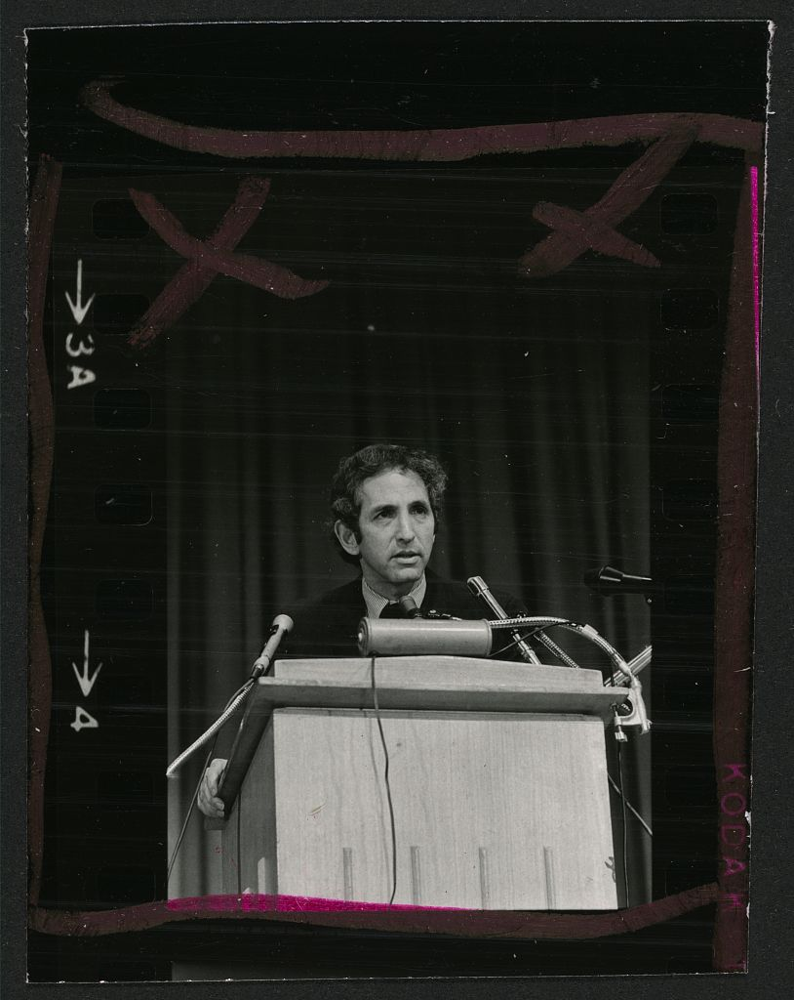 → 3A
→ 4
KODAK